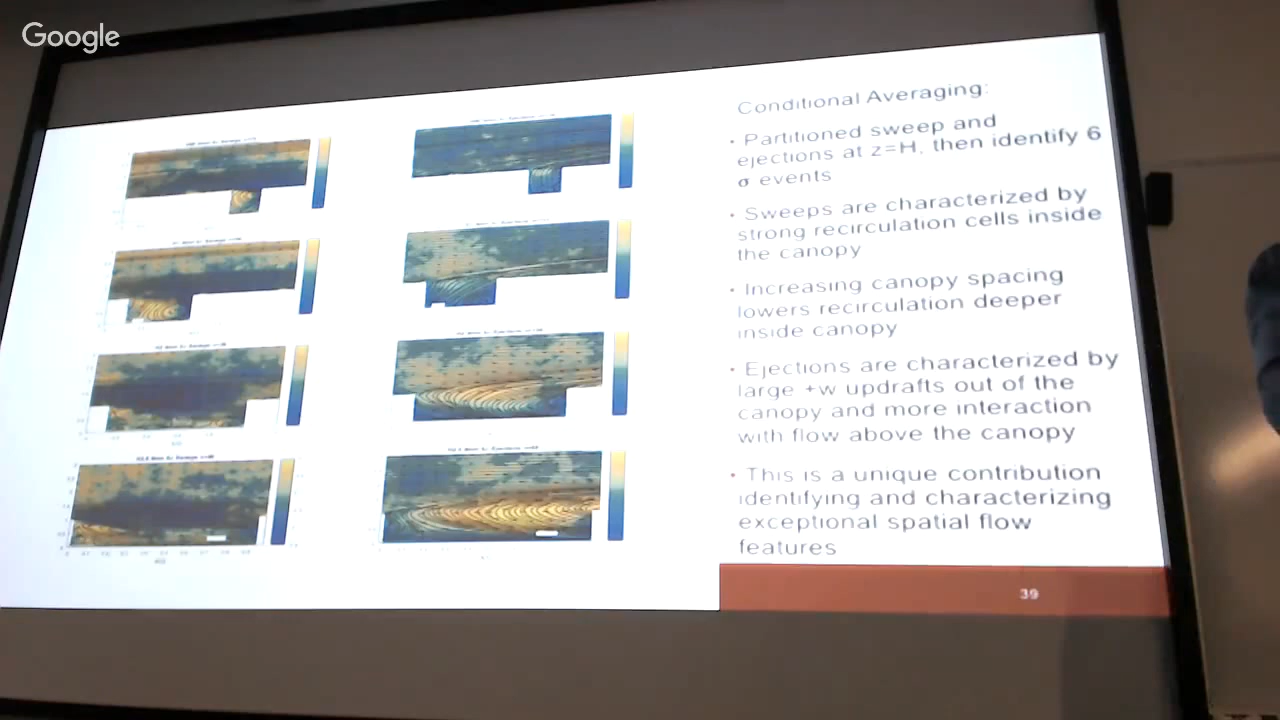 Google
Conditional Averaging:
• Partitioned sweep and
ejections at z=H, then identify 6
σ events
• Sweeps are characterized by
strong recirculation cells inside
the canopy
• Increasing canopy spacing
lowers recirculation deeper
inside canopy
• Ejections are characterized by
large +w updrafts out of the
canopy and more interaction
with flow above the canopy
• This is a unique contribution
identifying and characterizing
exceptional spatial flow
features
39